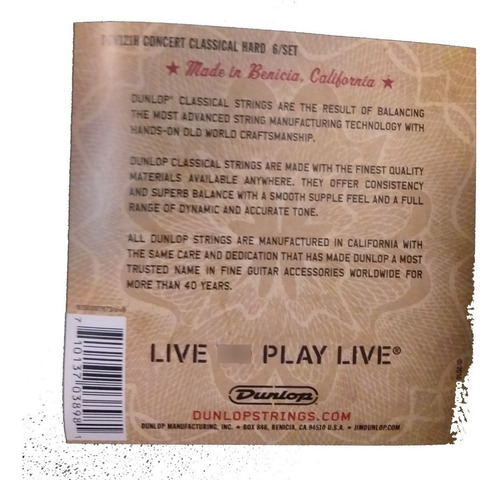 CONCERT CLASSICAL HARD 6/SET
★ Made in Benicia, California ★
DUNLOP® CLASSICAL STRINGS ARE THE RESULT OF BALANCING
THE MOST ADVANCED STRING MANUFACTURING TECHNOLOGY WITH
HANDS-ON OLD WORLD CRAFTSMANSHIP.
DUNLOP CLASSICAL STRINGS ARE MADE WITH THE FINEST QUALITY
MATERIALS AVAILABLE ANYWHERE. THEY OFFER CONSISTENCY
AND SUPERB BALANCE WITH A SMOOTH SUPPLE FEEL AND A FULL
RANGE OF DYNAMIC AND ACCURATE TONE.
ALL DUNLOP STRINGS ARE MANUFACTURED IN CALIFORNIA WITH
THE SAME CARE AND DEDICATION THAT HAS MADE DUNLOP A MOST
TRUSTED NAME IN FINE GUITAR ACCESSORIES WORLDWIDE FOR
MORE THAN 40 YEARS.
7 10137 03898 1
LIVE PLAY LIVE®
Dunlop
DUNLOPSTRINGS.COM
DUNLOP MANUFACTURING, INC. • BOX 846, BENICIA, CA 94510 U.S.A. • JIMDUNLOP.COM